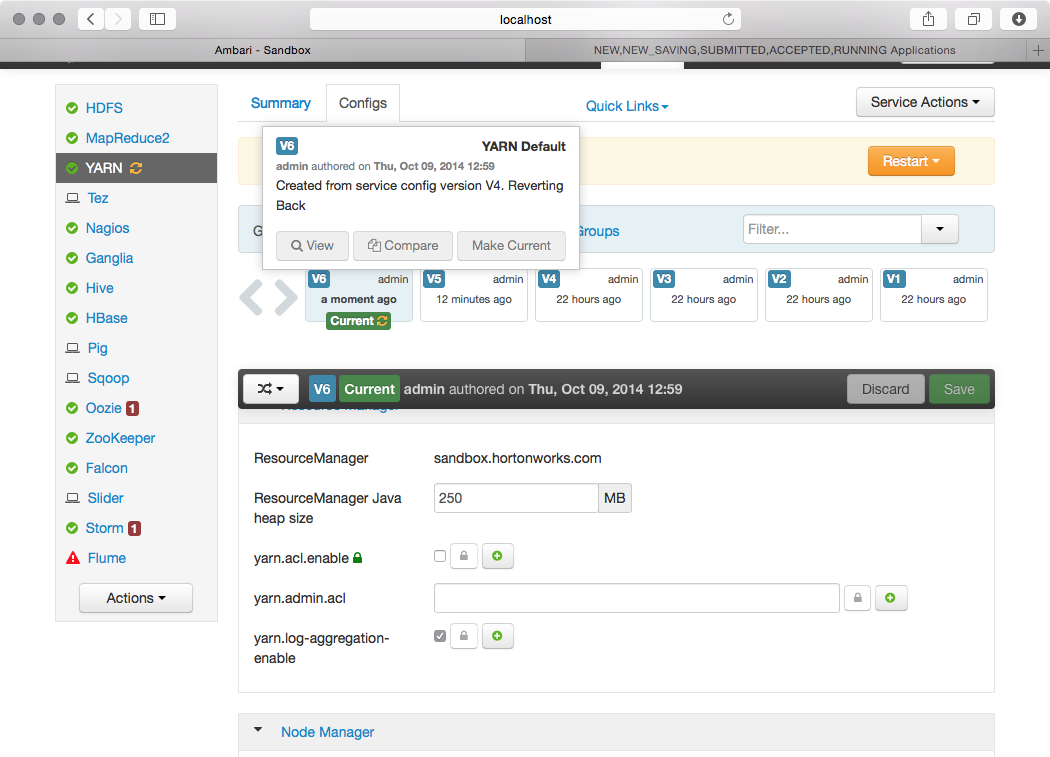 localhost
Ambari - Sandbox
NEW,NEW_SAVING,SUBMITTED,ACCEPTED,RUNNING Applications
HDFS
MapReduce2
YARN
Tez
Nagios
Ganglia
Hive
HBase
Pig
Sqoop
Oozie 1
ZooKeeper
Falcon
Slider
Storm 1
Flume
Actions
Summary
Configs
Quick Links
Service Actions
V6 YARN Default
admin authored on Thu, Oct 09, 2014 12:59
Created from service config version V4. Reverting
Back
View
Compare
Make Current
Restart
G
Groups
Filter...
V6 admin
a moment ago
Current
V5 admin
12 minutes ago
V4 admin
22 hours ago
V3 admin
22 hours ago
V2 admin
22 hours ago
V1 admin
22 hours ago
V6 Current admin authored on Thu, Oct 09, 2014 12:59
Discard
Save
Resource Manager
ResourceManager
sandbox.hortonworks.com
ResourceManager Java
heap size
250 MB
yarn.acl.enable
yarn.admin.acl
yarn.log-aggregation-
enable
Node Manager